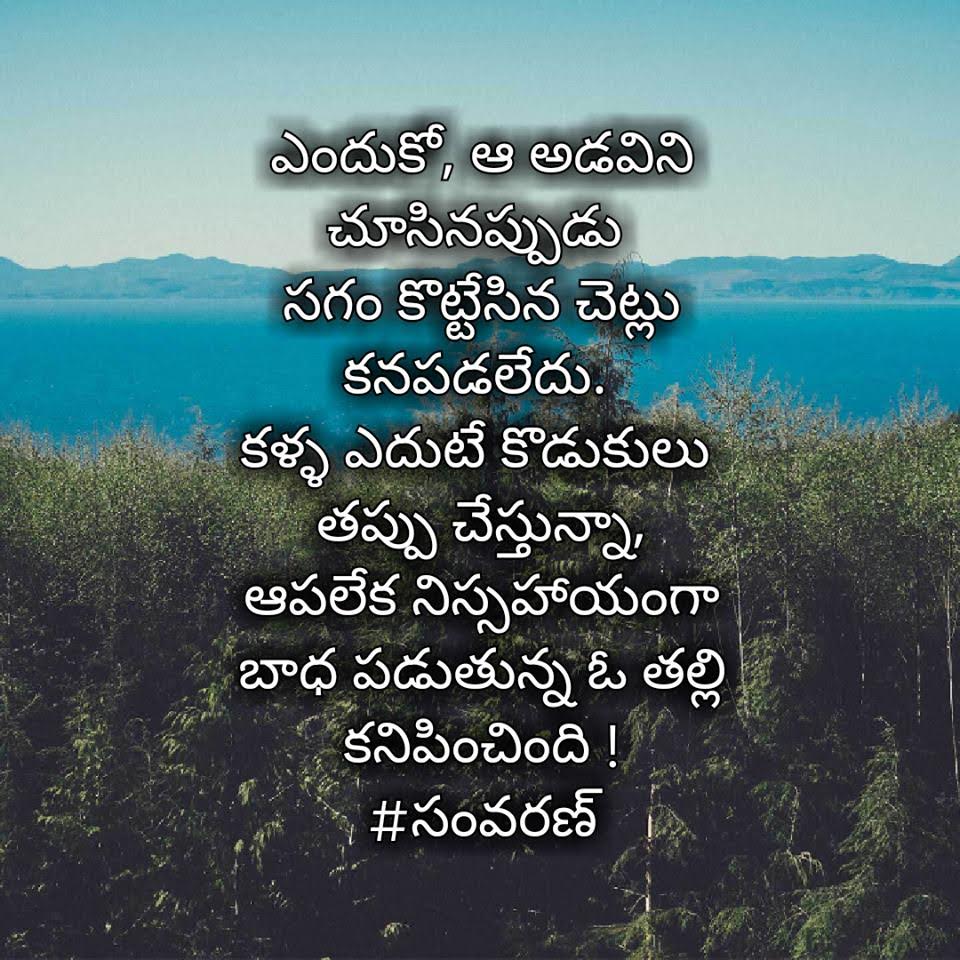 ఎందుకో, ఆ అడవిని
చూసినప్పుడు
సగం కొట్టేసిన చెట్లు
కనపడలేదు.
కళ్ళ ఎదుటే కొడుకులు
తప్పు చేస్తున్నా,
ఆపలేక నిస్సహాయంగా
బాధ పడుతున్న ఓ తల్లి
కనిపించింది !
#సంవరణ్